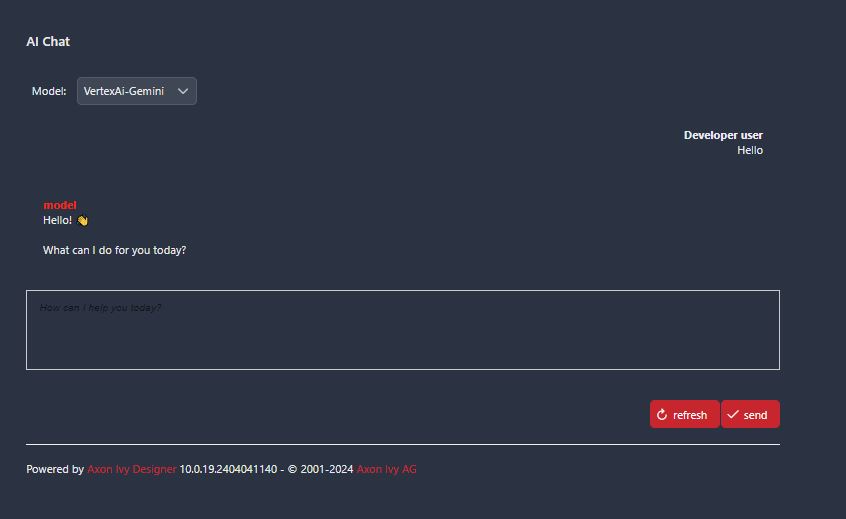 AI Chat
Model: VertexAi-Gemini
Developer user
Hello
model
Hello! 👋
What can I do for you today?
How can I help you today?
refresh send
Powered by Axon Ivy Designer 10.0.19.2404041140 - © 2001-2024 Axon Ivy AG